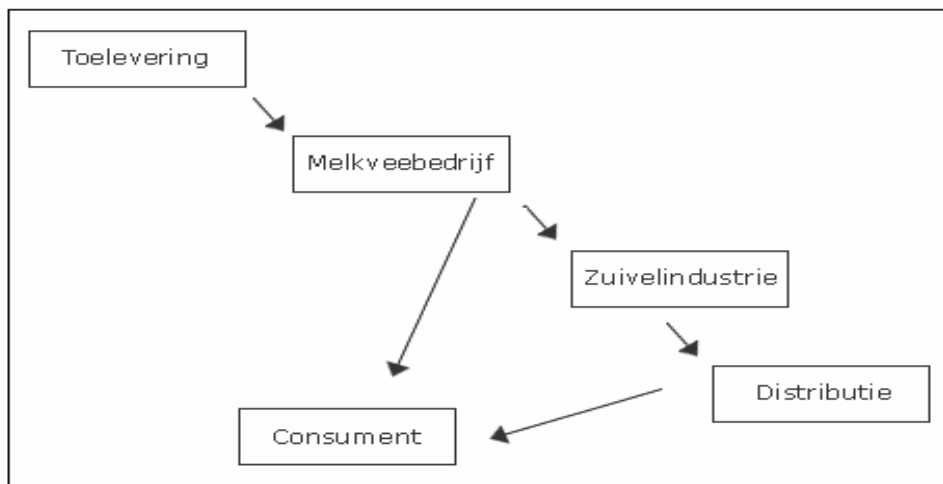 Toelevering
Melkveebedrijf
Zuivelindustrie
Distributie
Consument